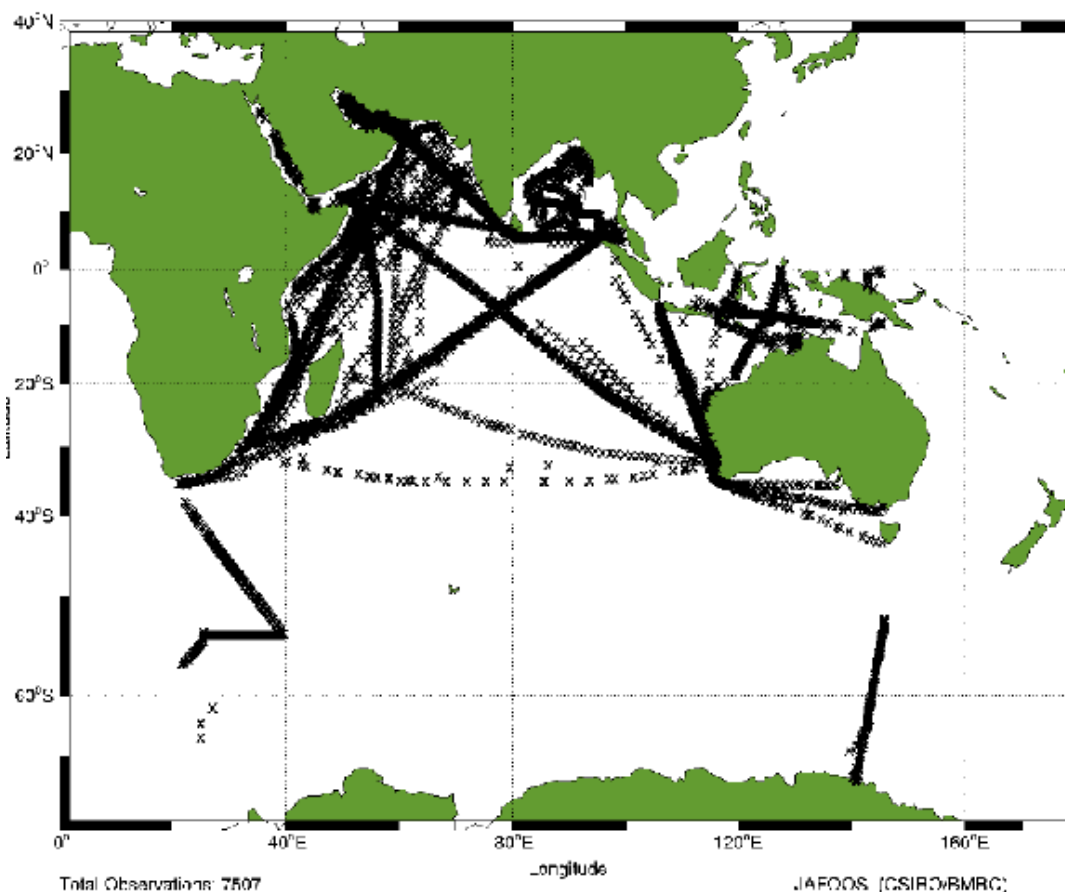 40°N
20°N
0°
20°S
40°S
60°S
0° 40°E 80°E 120°E 160°E
Longitude
Total Observations: 7507
JAFOOS (CSIRO/BMRC)